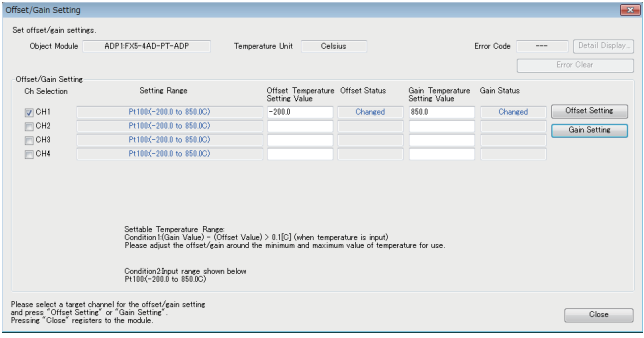 Offset/Gain Setting
Set offset/gain settings.
Object Module ADP1:FX5-4AD-PT-ADP Temperature Unit Celsius Error Code --- Detail Display...
Error Clear
Offset/Gain Setting
Ch Selection Setting Range Offset Temperature Setting Value Offset Status Gain Temperature Setting Value Gain Status
CH1 Pt100(-200.0 to 850.0C) -200.0 Changed 850.0 Changed Offset Setting
CH2 Pt100(-200.0 to 850.0C) Gain Setting
CH3 Pt100(-200.0 to 850.0C)
CH4 Pt100(-200.0 to 850.0C)
Settable Temperature Range:
Condition1:(Gain Value) - (Offset Value) > 0.1[C] (when temperature is input)
Please adjust the offset/gain around the minimum and maximum value of temperature for use.
Condition2:Input range shown below
Pt100(-200.0 to 850.0C)
Please select a target channel for the offset/gain setting
and press "Offset Setting" or "Gain Setting".
Pressing "Close" registers to the module.
Close